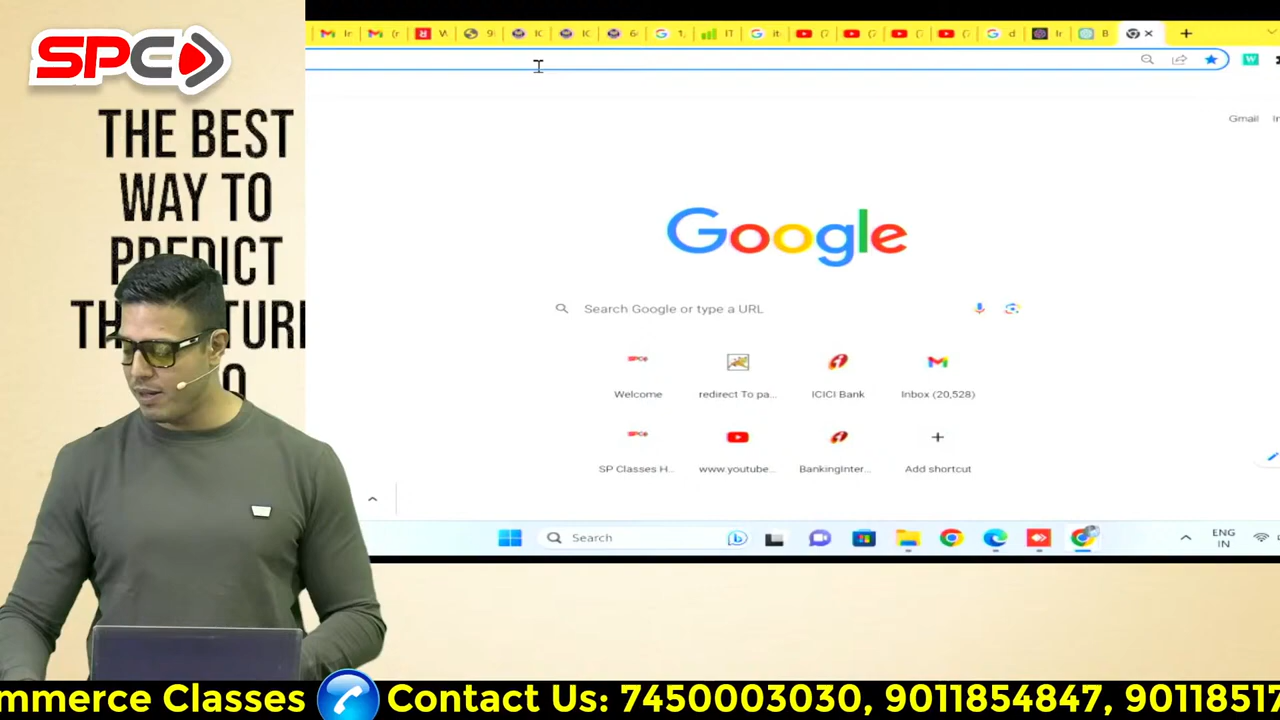 SPC
THE BEST
WAY TO
PREDICT
Gmail
Google
Search Google or type a URL
Welcome
redirect To pa...
ICICI Bank
Inbox (20,528)
SP Classes H...
www.youtube...
BankingInter...
Add shortcut
Search
ENG
IN
mmerce Classes Contact Us: 7450003030, 9011854847, 90118517